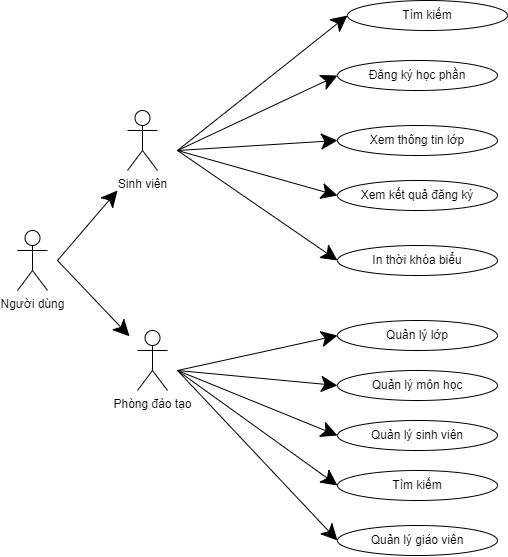 Tìm kiếm
Đăng ký học phần
Xem thông tin lớp
Sinh viên
Xem kết quả đăng ký
In thời khóa biểu
Người dùng
Quản lý lớp
Quản lý môn học
Phòng đảo tạo
Quản lý sinh viên
Tìm kiếm
Quản lý giáo viên